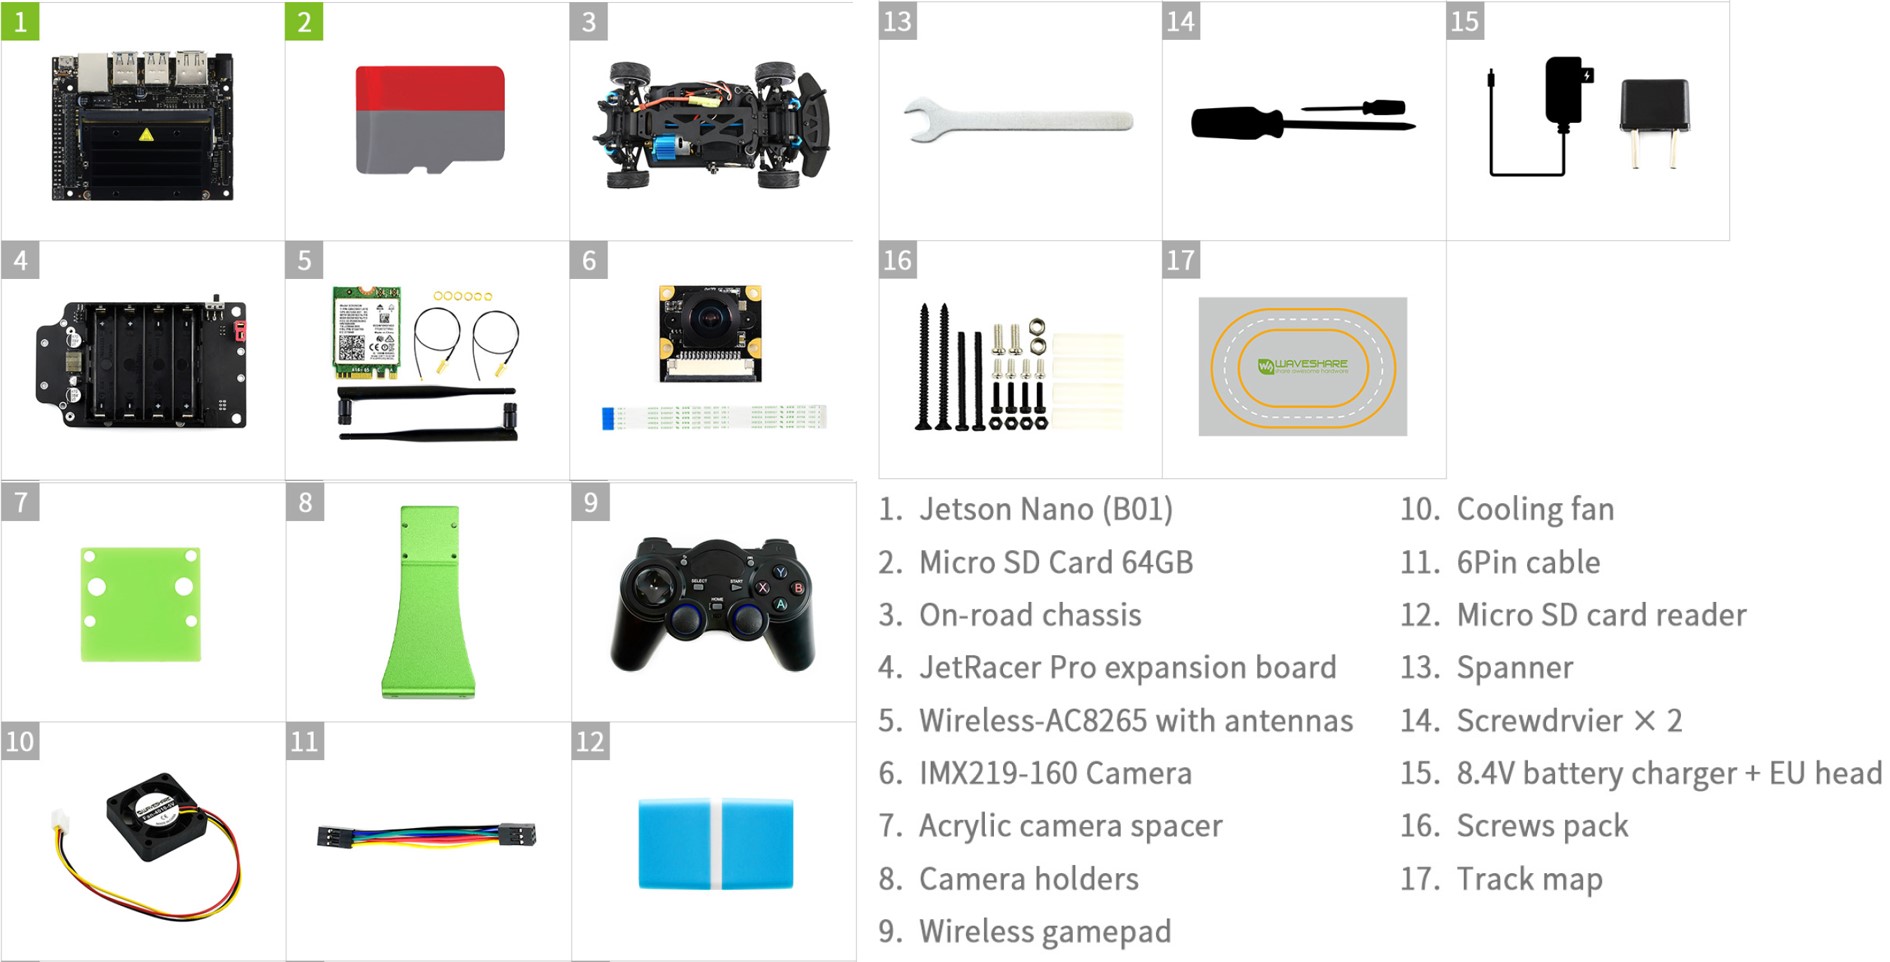 1
2
3
13
14
15
4
5
6
16
17
WAVESHARE
share awesome hardware
7
8
9
SELECT
START
HOME
Y
X
B
A
10
11
12
WAVESHARE
1. Jetson Nano (B01)
2. Micro SD Card 64GB
3. On-road chassis
4. JetRacer Pro expansion board
5. Wireless-AC8265 with antennas
6. IMX219-160 Camera
7. Acrylic camera spacer
8. Camera holders
9. Wireless gamepad
10. Cooling fan
11. 6Pin cable
12. Micro SD card reader
13. Spanner
14. Screwdrvier × 2
15. 8.4V battery charger + EU head
16. Screws pack
17. Track map